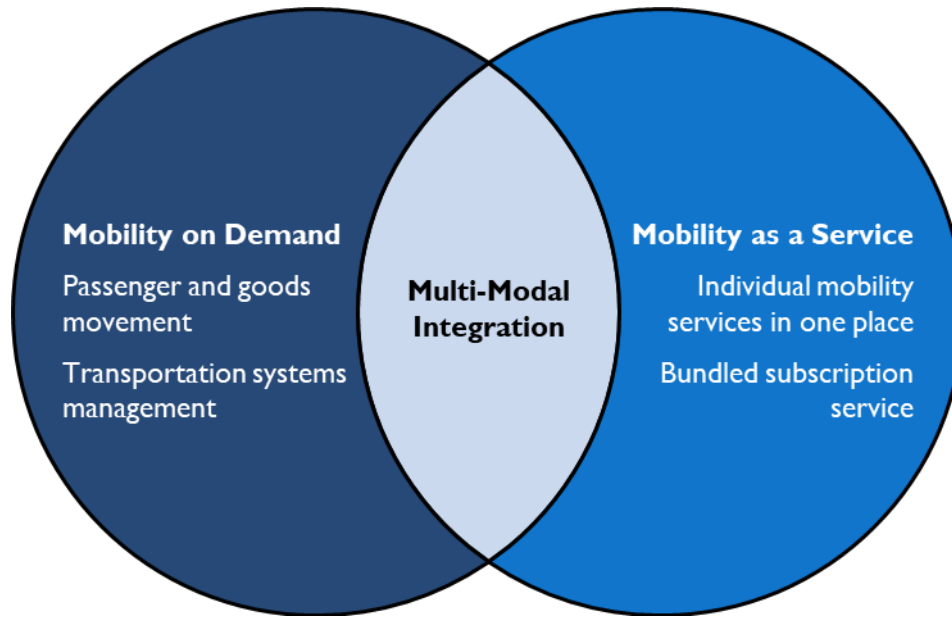 Mobility on Demand
Passenger and goods
movement
Transportation systems
management
Multi-Modal
Integration
Mobility as a Service
Individual mobility
services in one place
Bundled subscription
service